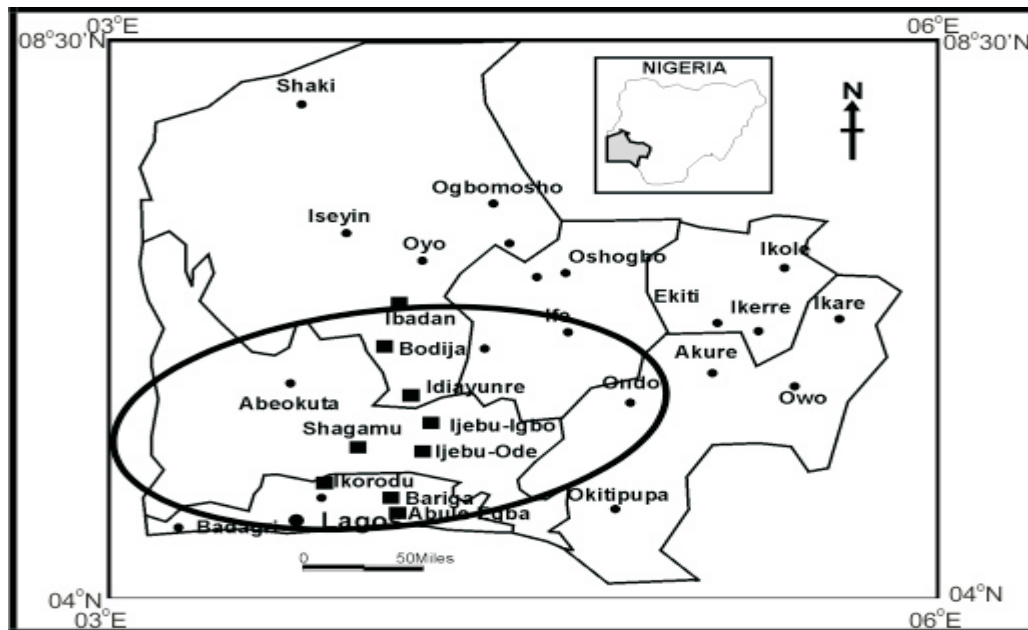 03°E
06°E
08°30'N
08°30'N
NIGERIA
N
Shaki
Ogbomosho
Iseyin
Oyo
Oshogbo
Ikole
Ekiti
Ikerre
Ikare
Ibadan
Ife
Bodija
Akure
Idiayunre
Ondo
Owo
Abeokuta
Ijebu-Igbo
Shagamu
Ijebu-Ode
Ikorodu
Bariga
Okitipupa
Abule-Egba
Badagri
Lagos
0 50Miles
04°N
04°N
03°E
06°E